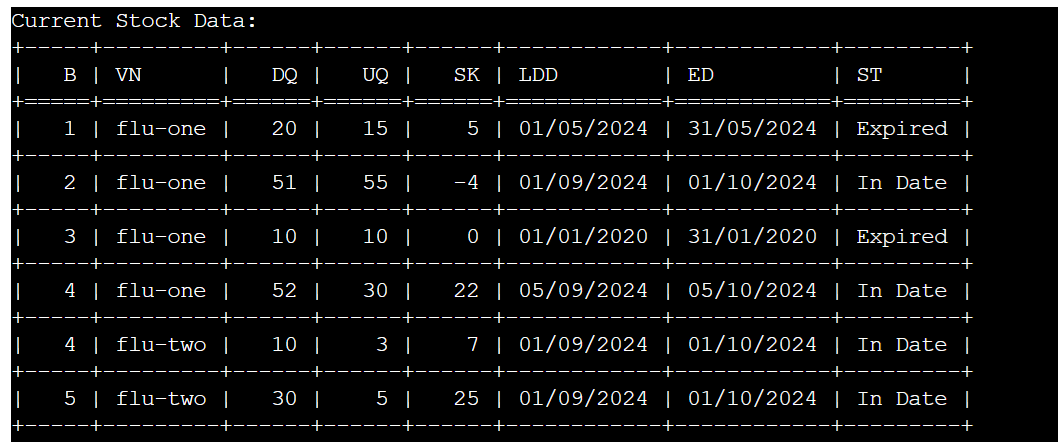 Current Stock Data:
+-----+---------+------+------+------+------------+------------+---------+
|   B | VN      |   DQ |   UQ |   SK | LDD        | ED         | ST      |
+=====+=========+======+======+======+============+============+=========+
|   1 | flu-one |   20 |   15 |    5 | 01/05/2024 | 31/05/2024 | Expired |
+-----+---------+------+------+------+------------+------------+---------+
|   2 | flu-one |   51 |   55 |   -4 | 01/09/2024 | 01/10/2024 | In Date |
+-----+---------+------+------+------+------------+------------+---------+
|   3 | flu-one |   10 |   10 |    0 | 01/01/2020 | 31/01/2020 | Expired |
+-----+---------+------+------+------+------------+------------+---------+
|   4 | flu-one |   52 |   30 |   22 | 05/09/2024 | 05/10/2024 | In Date |
+-----+---------+------+------+------+------------+------------+---------+
|   4 | flu-two |   10 |    3 |    7 | 01/09/2024 | 01/10/2024 | In Date |
+-----+---------+------+------+------+------------+------------+---------+
|   5 | flu-two |   30 |    5 |   25 | 01/09/2024 | 01/10/2024 | In Date |
+-----+---------+------+------+------+------------+------------+---------+